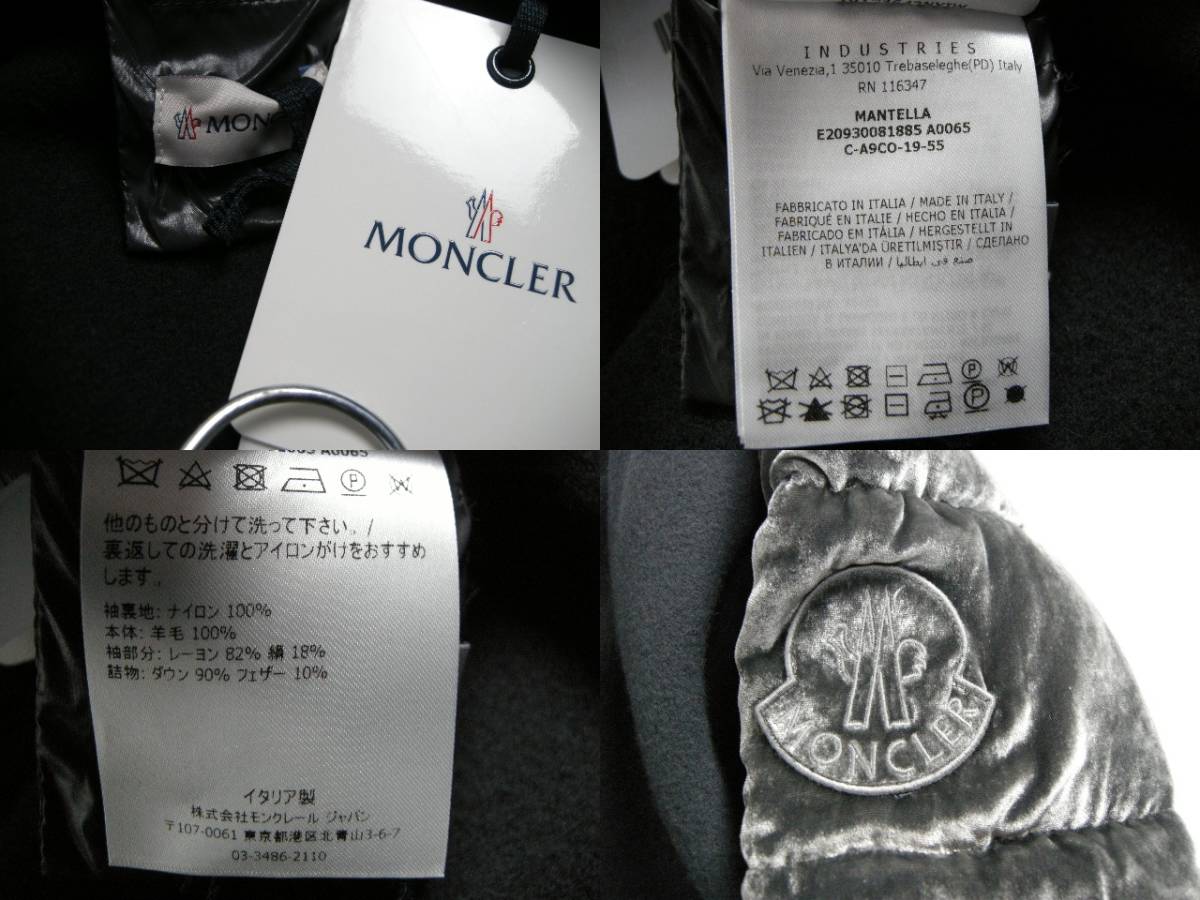 MON
MONCLER
INDUSTRIES
Via Venezia,1 35010 Trebaseleghe(PD) Italy
RN 116347
MANTELLA
E20930081885 A0065
C-A9CO-19-55
FABBRICATO IN ITALIA / MADE IN ITALY /
FABRIQUÉ EN ITALIE / HECHO EN ITALIA /
FABRICADO EM ITÁLIA / HERGESTELLT IN
ITALIEN / ITALYA'DA ÜRETILMIŞTIR / СДЕЛАНО
В ИТАЛИИ / صنع في ايطاليا
A0065
他のものと分けて洗って下さい。/
裏返しての洗濯とアイロンがけをおすすめ
します。
袖裏地: ナイロン 100%
本体: 羊毛 100%
袖部分: レーヨン 82% 絹 18%
詰物: ダウン 90% フェザー 10%
イタリア製
株式会社モンクレール ジャパン
〒107-0061 東京都港区北青山3-6-7
03-3486-2110
MONCLER